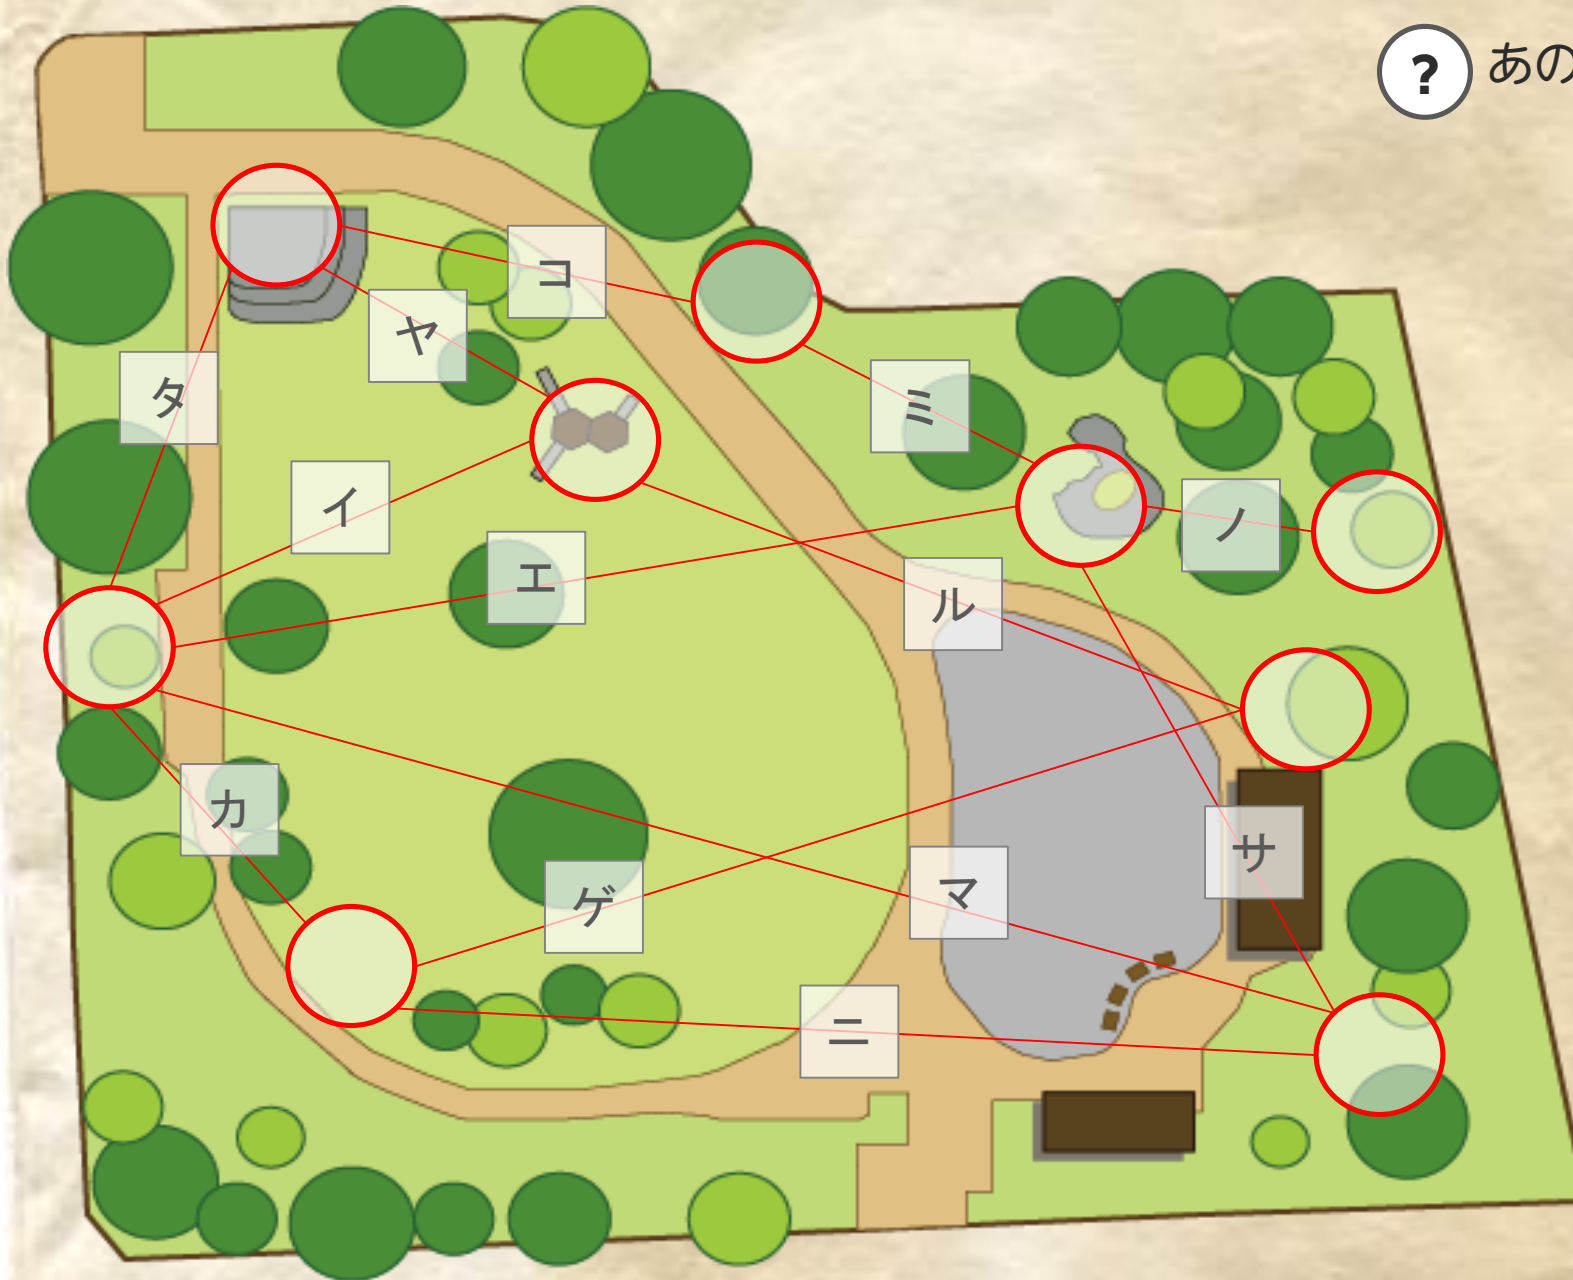 ? あの
コ
ヤ
タ
ミ
イ
ノ
エ
ル
カ
サ
ゲ
マ
ニ